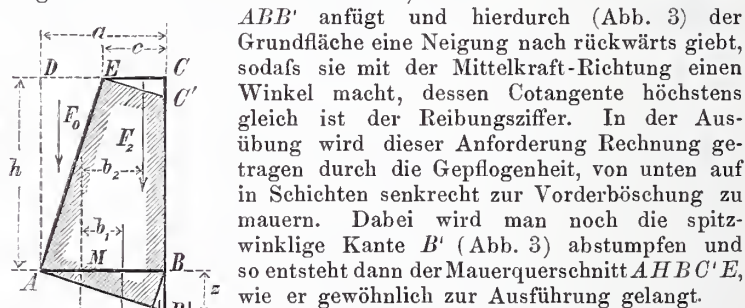 ABB' anfügt und hierdurch (Abb. 3) der
Grundfläche eine Neigung nach rückwärts giebt,
sodaſs sie mit der Mittelkraft-Richtung einen
Winkel macht, dessen Cotangente höchstens
gleich ist der Reibungsziffer. In der Aus-
übung wird dieser Anforderung Rechnung ge-
tragen durch die Gepflogenheit, von unten auf
in Schichten senkrecht zur Vorderböschung zu
mauern. Dabei wird man noch die spitz-
winklige Kante B' (Abb. 3) abstumpfen und
so entsteht dann der Mauerquerschnitt AHBC'E,
wie er gewöhnlich zur Ausführung gelangt.
a
c
D E C
C'
F₀ F₂
h
b₂
b₁
M
A B
z